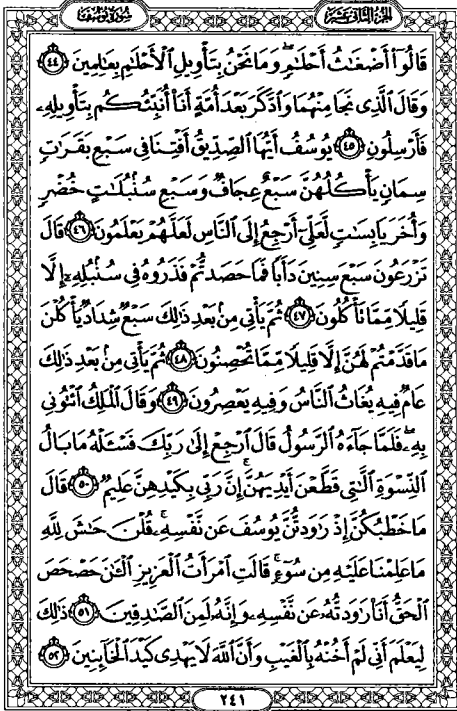 الجزء الثاني عشر
سورة يوسف
قَالُوٓا۟ أَضْغَٰثُ أَحْلَٰمٍ ۖ وَمَا نَحْنُ بِتَأْوِيلِ ٱلْأَحْلَٰمِ بِعَٰلِمِينَ ﴿٤٤﴾
وَقَالَ ٱلَّذِى نَجَا مِنْهُمَا وَٱدَّكَرَ بَعْدَ أُمَّةٍ أَنَا۠ أُنَبِّئُكُم بِتَأْوِيلِهِۦ
فَأَرْسِلُونِ ﴿٤٥﴾ يُوسُفُ أَيُّهَا ٱلصِّدِّيقُ أَفْتِنَا فِى سَبْعِ بَقَرَٰتٍ
سِمَانٍ يَأْكُلُهُنَّ سَبْعٌ عِجَافٌ وَسَبْعِ سُنۢبُلَٰتٍ خُضْرٍ
وَأُخَرَ يَابِسَٰتٍ لَّعَلِّىٓ أَرْجِعُ إِلَى ٱلنَّاسِ لَعَلَّهُمْ يَعْلَمُونَ ﴿٤٦﴾ قَالَ
تَزْرَعُونَ سَبْعَ سِنِينَ دَأَبًا فَمَا حَصَدتُّمْ فَذَرُوهُ فِى سُنۢبُلِهِۦٓ إِلَّا
قَلِيلًا مِّمَّا تَأْكُلُونَ ﴿٤٧﴾ ثُمَّ يَأْتِى مِنۢ بَعْدِ ذَٰلِكَ سَبْعٌ شِدَادٌ يَأْكُلْنَ
مَا قَدَّمْتُمْ لَهُنَّ إِلَّا قَلِيلًا مِّمَّا تُحْصِنُونَ ﴿٤٨﴾ ثُمَّ يَأْتِى مِنۢ بَعْدِ ذَٰلِكَ
عَامٌ فِيهِ يُغَاثُ ٱلنَّاسُ وَفِيهِ يَعْصِرُونَ ﴿٤٩﴾ وَقَالَ ٱلْمَلِكُ ٱئْتُونِى
بِهِۦ ۖ فَلَمَّا جَآءَهُ ٱلرَّسُولُ قَالَ ٱرْجِعْ إِلَىٰ رَبِّكَ فَسْـَٔلْهُ مَا بَالُ
ٱلنِّسْوَةِ ٱلَّٰتِى قَطَّعْنَ أَيْدِيَهُنَّ ۚ إِنَّ رَبِّى بِكَيْدِهِنَّ عَلِيمٌ ﴿٥٠﴾ قَالَ
مَا خَطْبُكُنَّ إِذْ رَٰوَدتُّنَّ يُوسُفَ عَن نَّفْسِهِۦ ۚ قُلْنَ حَٰشَ لِلَّهِ
مَا عَلِمْنَا عَلَيْهِ مِن سُوٓءٍ ۚ قَالَتِ ٱمْرَأَتُ ٱلْعَزِيزِ ٱلْـَٰٔنَ حَصْحَصَ
ٱلْحَقُّ أَنَا۠ رَٰوَدتُّهُۥ عَن نَّفْسِهِۦ وَإِنَّهُۥ لَمِنَ ٱلصَّٰدِقِينَ ﴿٥١﴾ ذَٰلِكَ
لِيَعْلَمَ أَنِّى لَمْ أَخُنْهُ بِٱلْغَيْبِ وَأَنَّ ٱللَّهَ لَا يَهْدِى كَيْدَ ٱلْخَآئِنِينَ ﴿٥٢﴾
٢٤١